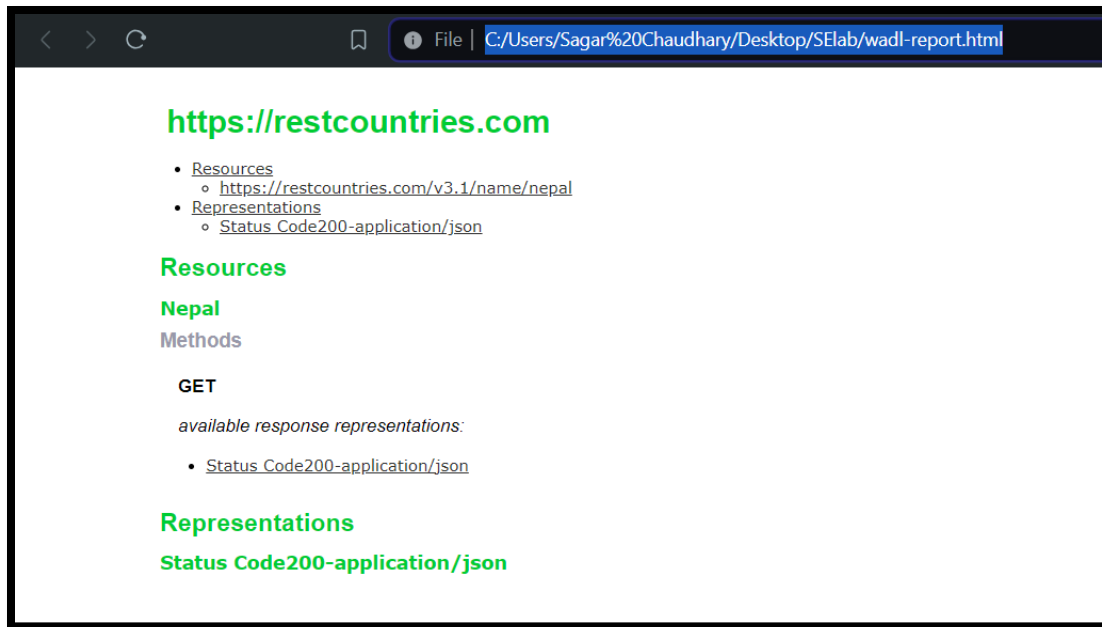 File | C:/Users/Sagar%20Chaudhary/Desktop/SElab/wadl-report.html
https://restcountries.com
• Resources
◦ https://restcountries.com/v3.1/name/nepal
• Representations
◦ Status Code200-application/json
Resources
Nepal
Methods
GET
available response representations:
• Status Code200-application/json
Representations
Status Code200-application/json